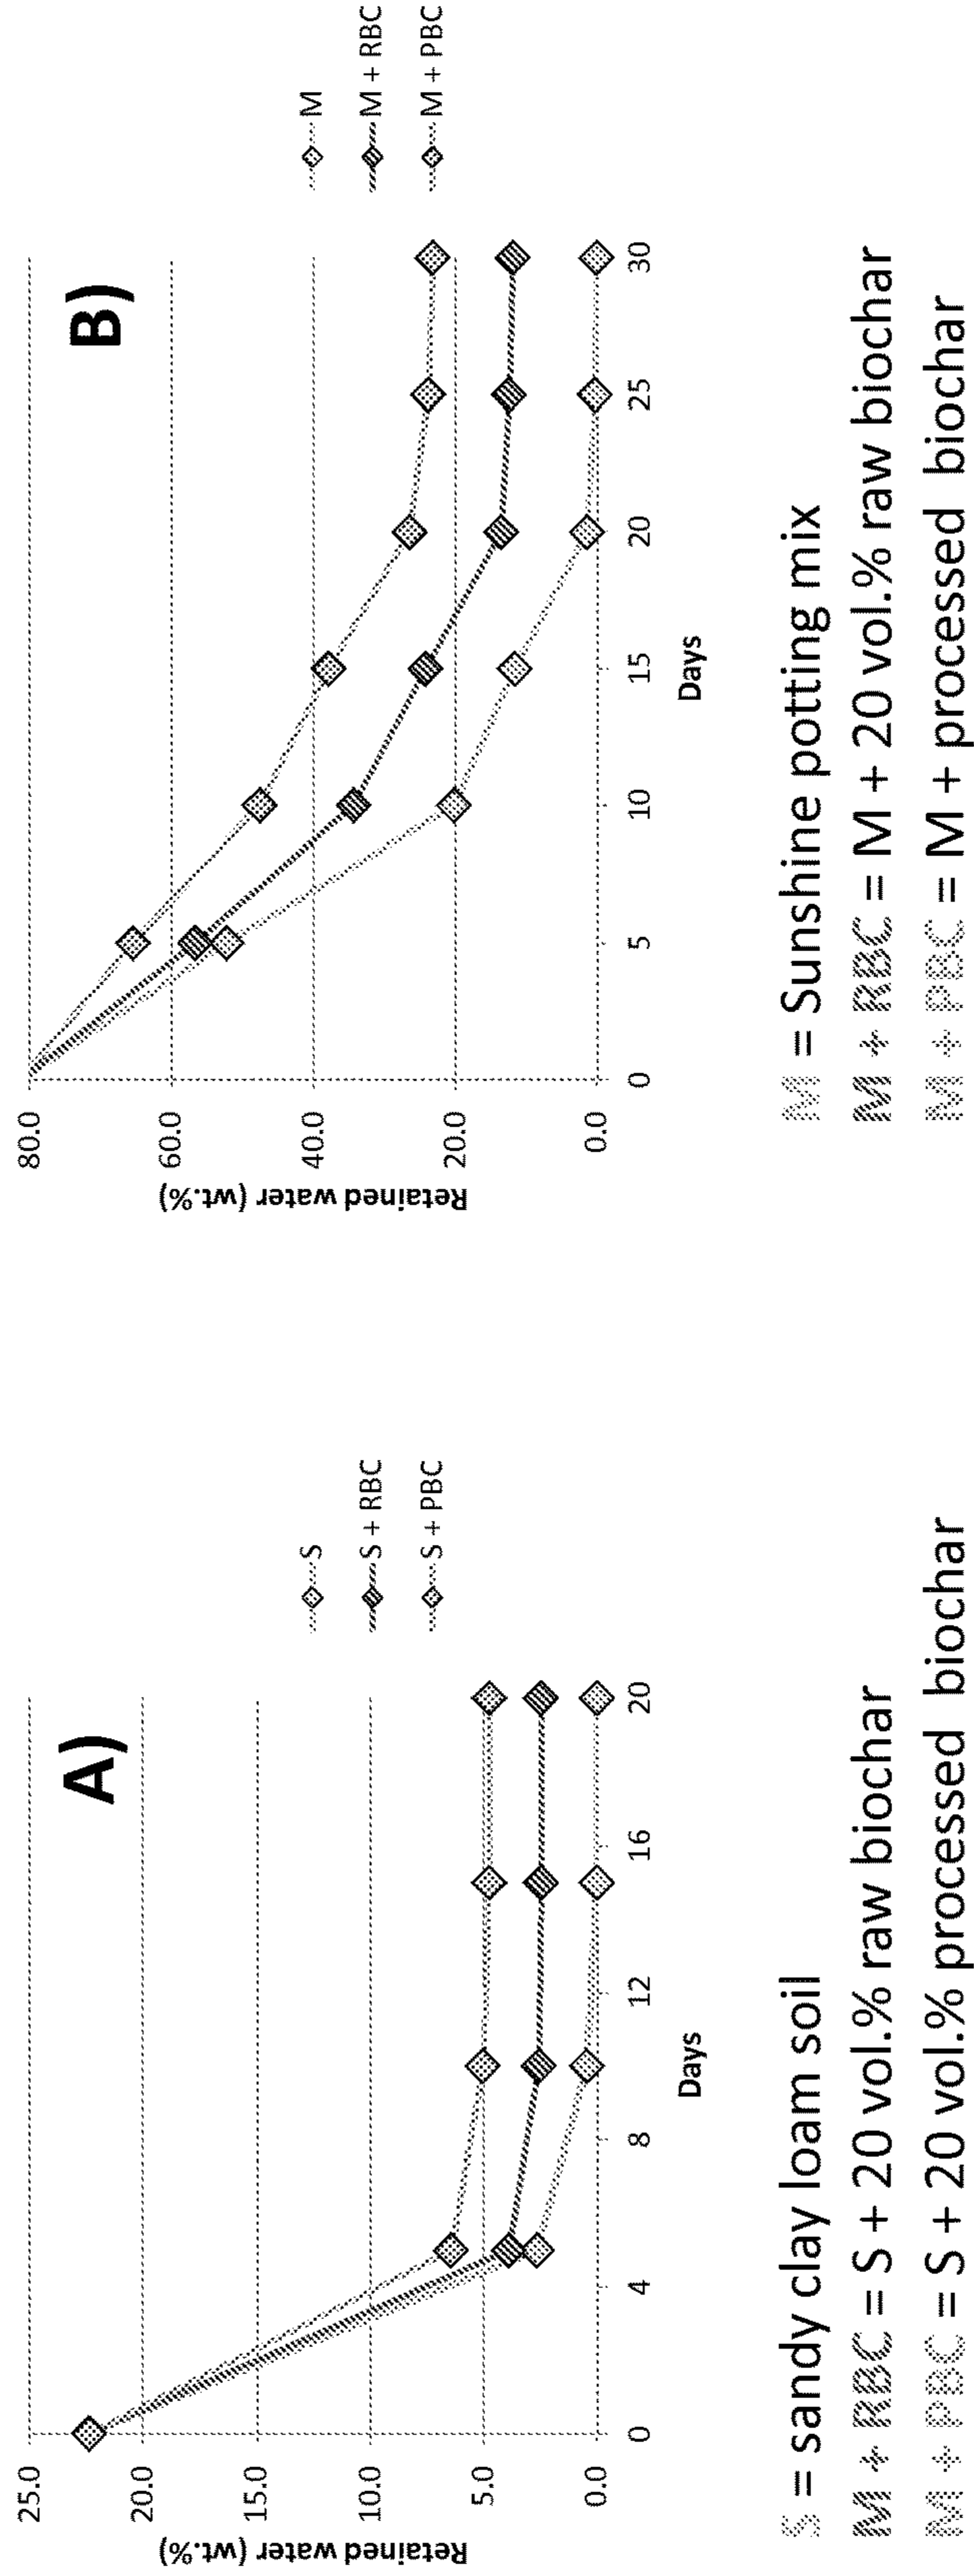 A)
Retained water (wt.%)
25.0
20.0
15.0
10.0
5.0
0.0
0
4
8
12
16
20
Days
S
S + RBC
S + PBC
S = sandy clay loam soil
M + RBC = S + 20 vol.% raw biochar
M + PBC = S + 20 vol.% processed biochar
B)
Retained water (wt.%)
80.0
60.0
40.0
20.0
0.0
0
5
10
15
20
25
30
Days
M
M + RBC
M + PBC
M = Sunshine potting mix
M + RBC = M + 20 vol.% raw biochar
M + PBC = M + processed biochar